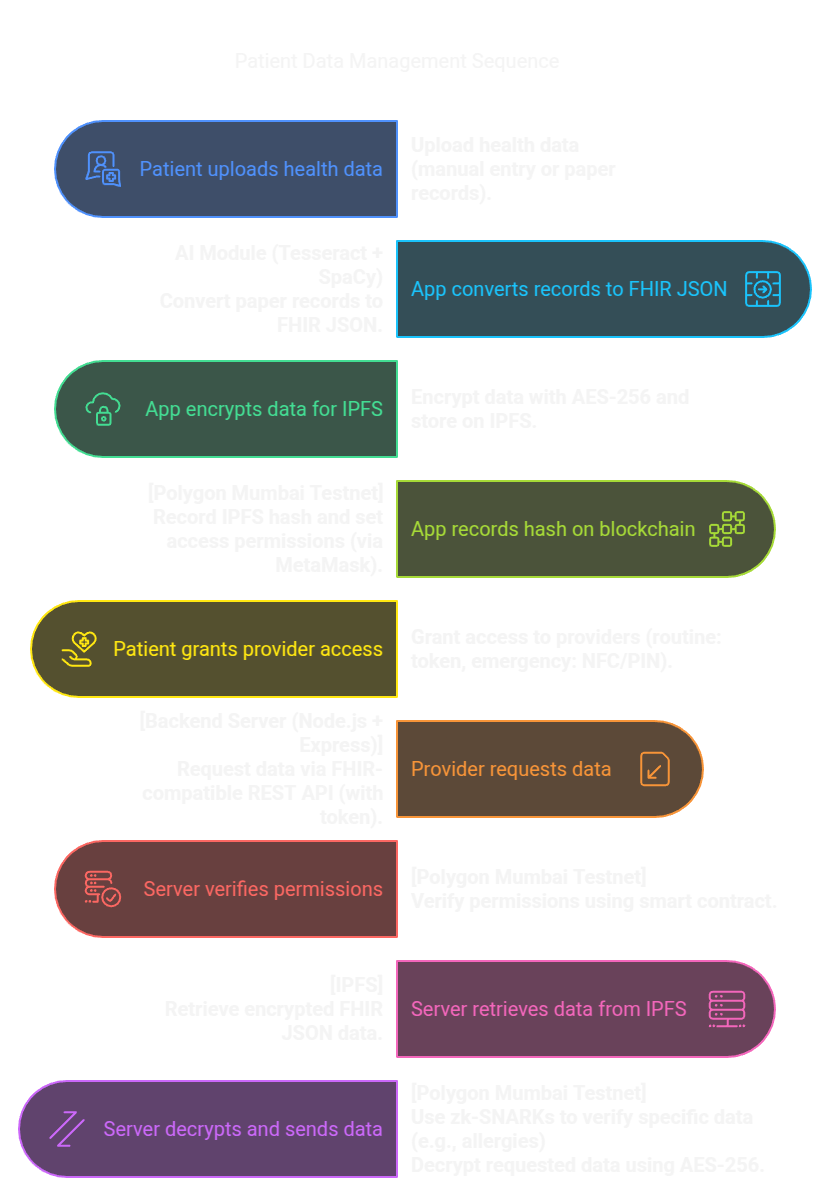 Patient Data Management Sequence
Patient uploads health data
Upload health data
(manual entry or paper
records).
AI Module (Tesseract +
SpaCy)
Convert paper records to
FHIR JSON.
App converts records to FHIR JSON
App encrypts data for IPFS
Encrypt data with AES-256 and
store on IPFS.
[Polygon Mumbai Testnet]
Record IPFS hash and set
access permissions (via
MetaMask).
App records hash on blockchain
Patient grants provider access
Grant access to providers (routine:
token, emergency: NFC/PIN).
[Backend Server (Node.js +
Express)]
Request data via FHIR-
compatible REST API (with
token).
Provider requests data
Server verifies permissions
[Polygon Mumbai Testnet]
Verify permissions using smart contract.
[IPFS]
Retrieve encrypted FHIR
JSON data.
Server retrieves data from IPFS
Server decrypts and sends data
[Polygon Mumbai Testnet]
Use zk-SNARKs to verify specific data
(e.g., allergies)
Decrypt requested data using AES-256.